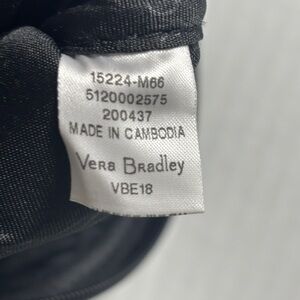 15224-M66
5120002575
200437
MADE IN CAMBODIA
Vera Bradley
VBE18